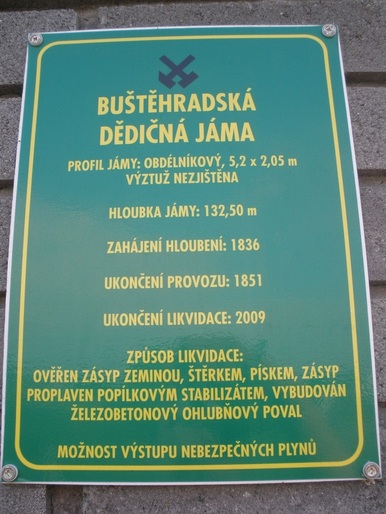 BUŠTĚHRADSKÁ
DĚDIČNÁ JÁMA
PROFIL JÁMY: OBDÉLNÍKOVÝ, 5,2 x 2,05 m
VÝZTUŽ NEZJIŠTĚNA
HLOUBKA JÁMY: 132,50 m
ZAHÁJENÍ HLOUBENÍ: 1836
UKONČENÍ PROVOZU: 1851
UKONČENÍ LIKVIDACE: 2009
ZPŮSOB LIKVIDACE:
OVĚŘEN ZÁSYP ZEMINOU, ŠTĚRKEM, PÍSKEM, ZÁSYP
PROPLAVEN POPÍLKOVÝM STABILIZÁTEM, VYBUDOVÁN
ŽELEZOBETONOVÝ OHLUBŇOVÝ POVAL
MOŽNOST VÝSTUPU NEBEZPEČNÝCH PLYNŮ